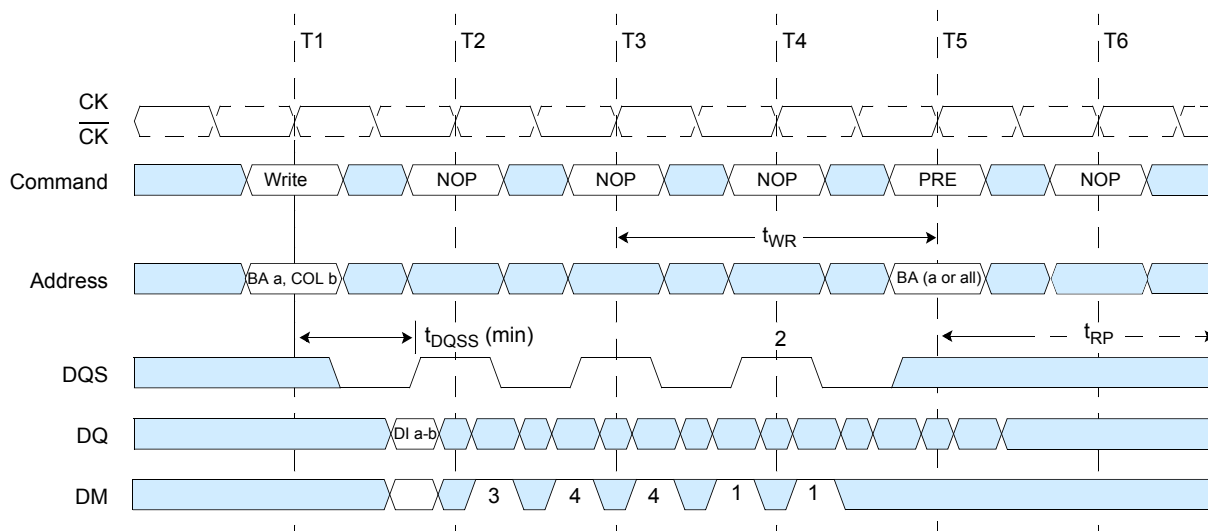 T1 T2 T3 T4 T5 T6
CK
CK
Command Write NOP NOP NOP PRE NOP
tWR
Address BA a, COL b BA (a or all)
tDQSS (min) 2 tRP
DQS
DQ DI a-b
DM 3 4 4 1 1